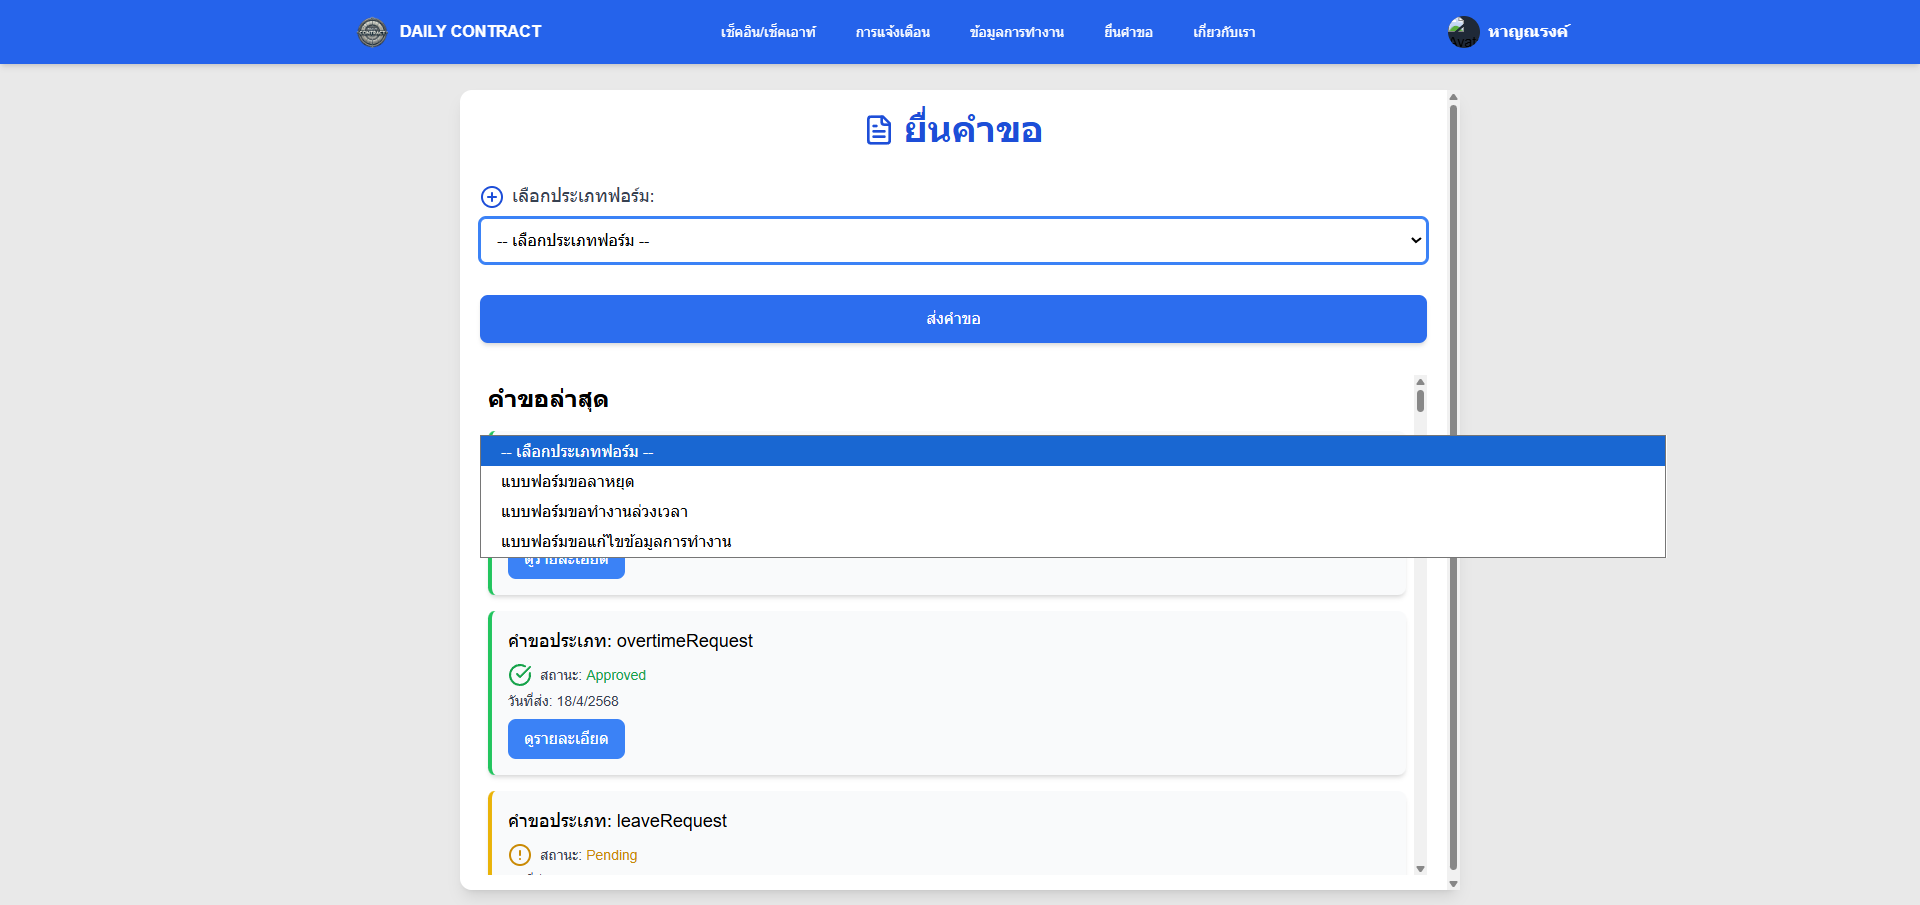 DAILY CONTRACT
เช็คอิน/เช็คเอาท์
การแจ้งเตือน
ข้อมูลการทำงาน
ยื่นคำขอ
เกี่ยวกับเรา
หาญณรงค์
ยื่นคำขอ
เลือกประเภทฟอร์ม:
-- เลือกประเภทฟอร์ม --
ส่งคำขอ
คำขอล่าสุด
-- เลือกประเภทฟอร์ม --
แบบฟอร์มขอลาหยุด
แบบฟอร์มขอทำงานล่วงเวลา
แบบฟอร์มขอแก้ไขข้อมูลการทำงาน
ดูรายละเอียด
คำขอประเภท: overtimeRequest
สถานะ: Approved
วันที่ส่ง: 18/4/2568
ดูรายละเอียด
คำขอประเภท: leaveRequest
สถานะ: Pending